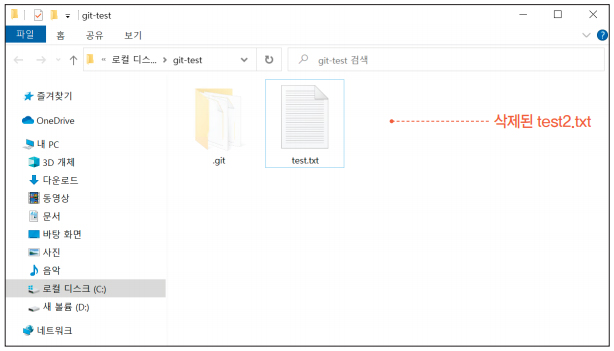 git-test
파일 홈 공유 보기
« 로컬 디스... > git-test
git-test 검색
즐겨찾기
OneDrive
내 PC
3D 개체
다운로드
동영상
문서
바탕 화면
사진
음악
로컬 디스크 (C:)
새 볼륨 (D:)
네트워크
.git
test.txt
삭제된 test2.txt